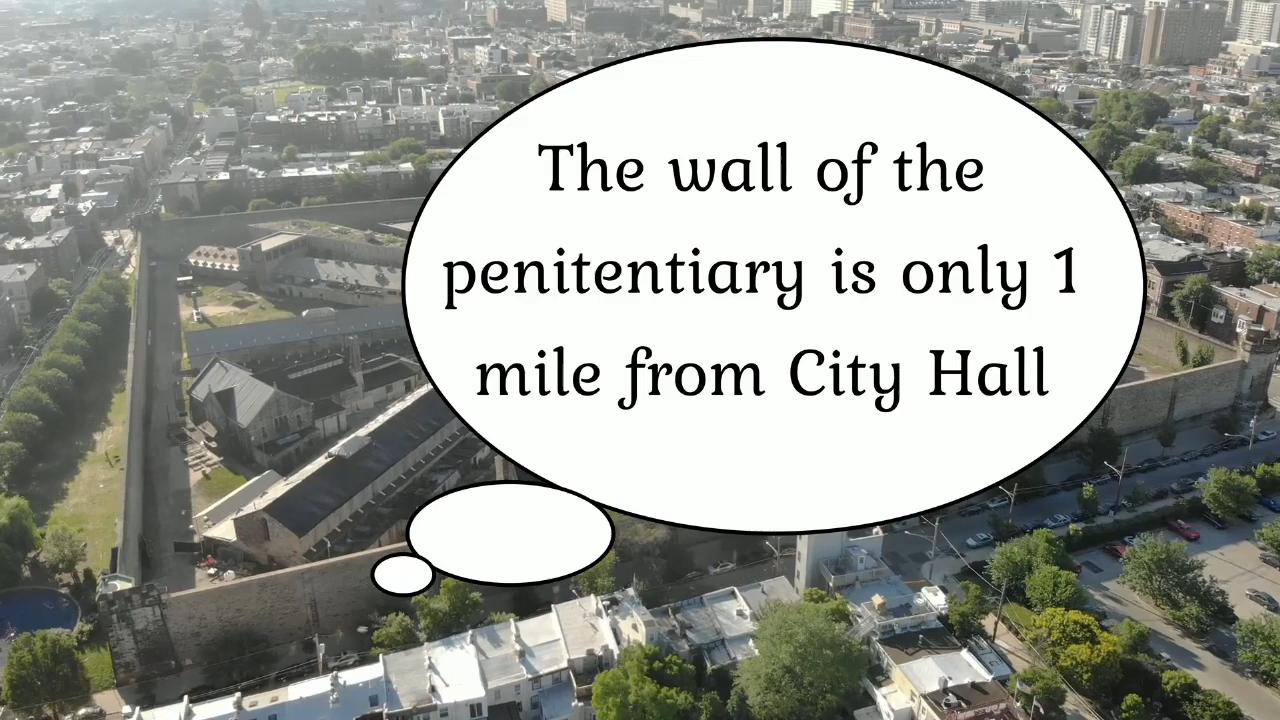 The wall of the
penitentiary is only 1
mile from City Hall